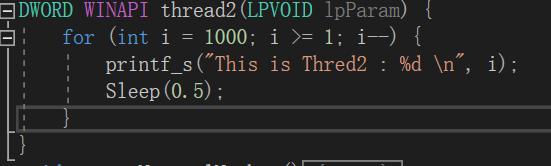 DWORD WINAPI thread2(LPVOID lpParam) {
for (int i = 1000; i >= 1; i--) {
printf_s("This is Thred2 : %d \n", i);
Sleep(0.5);
}
}